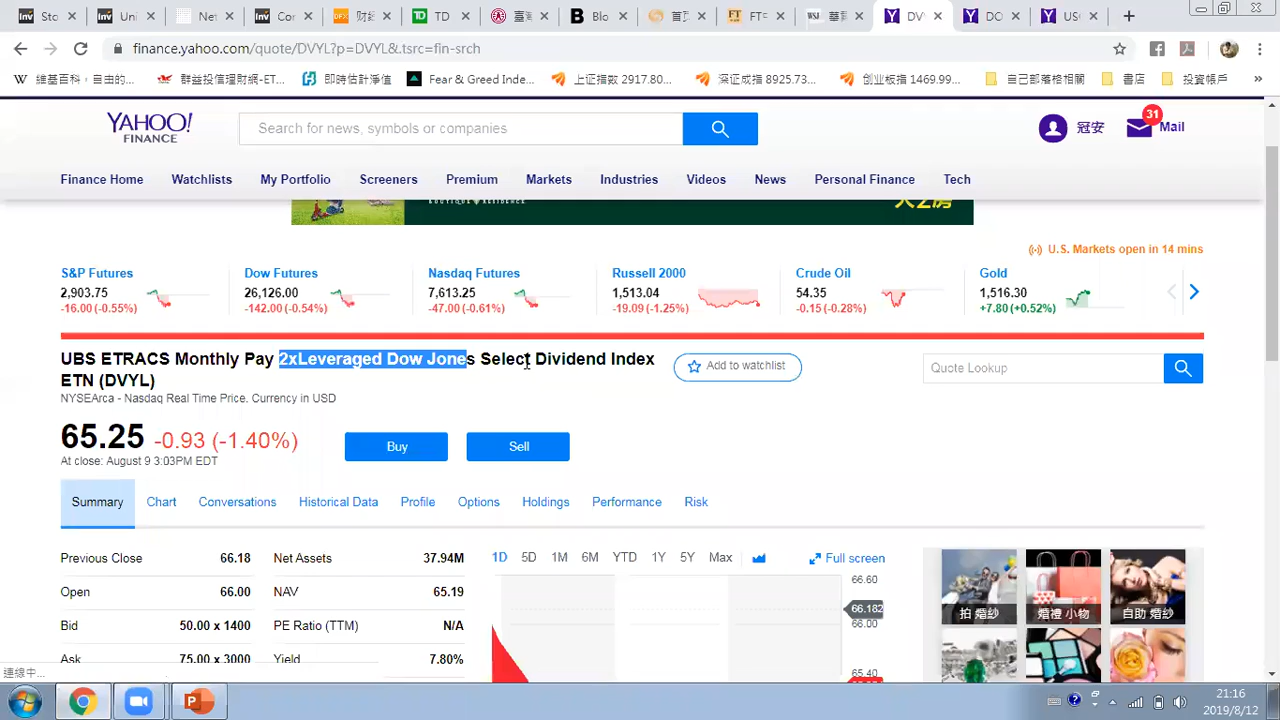 Sto
Uni
Net
Con
財紀
TD
Blo
FT中
DV
DO
US
finance.yahoo.com/quote/DVYL?p=DVYL&.tsrc=fin-srch
維基百科，自由的...
群益投信理財網-ET...
即時估計淨值
Fear & Greed Inde...
上证指数 2917.80...
深证成指 8925.73...
创业板指 1469.99...
自己部落格相關
書店
投資帳戶
»
YAHOO!
FINANCE
Search for news, symbols or companies
冠安
31
Mail
Finance Home Watchlists My Portfolio Screeners Premium Markets Industries Videos News Personal Finance Tech
BOUTIQUE RESIDENCE
U.S. Markets open in 14 mins
S&P Futures
2,903.75
-16.00 (-0.55%)
Dow Futures
26,126.00
-142.00 (-0.54%)
Nasdaq Futures
7,613.25
-47.00 (-0.61%)
Russell 2000
1,513.04
-19.09 (-1.25%)
Crude Oil
54.35
-0.15 (-0.28%)
Gold
1,516.30
+7.80 (+0.52%)
UBS ETRACS Monthly Pay 2xLeveraged Dow Jones Select Dividend Index
ETN (DVYL)
NYSEArca - Nasdaq Real Time Price. Currency in USD
Add to watchlist
Quote Lookup
65.25 -0.93 (-1.40%)
At close: August 9 3:03PM EDT
Buy
Sell
Summary Chart Conversations Historical Data Profile Options Holdings Performance Risk
Previous Close 66.18
Open 66.00
Bid 50.00 x 1400
Ask 75.00 x 3000
Net Assets 37.94M
NAV 65.19
PE Ratio (TTM) N/A
Yield 7.80%
1D 5D 1M 6M YTD 1Y 5Y Max
Full screen
66.60
66.182
66.00
65.40
拍 婚紗
婚禮 小物
自助 婚紗
連線中...
21:16
2019/8/12